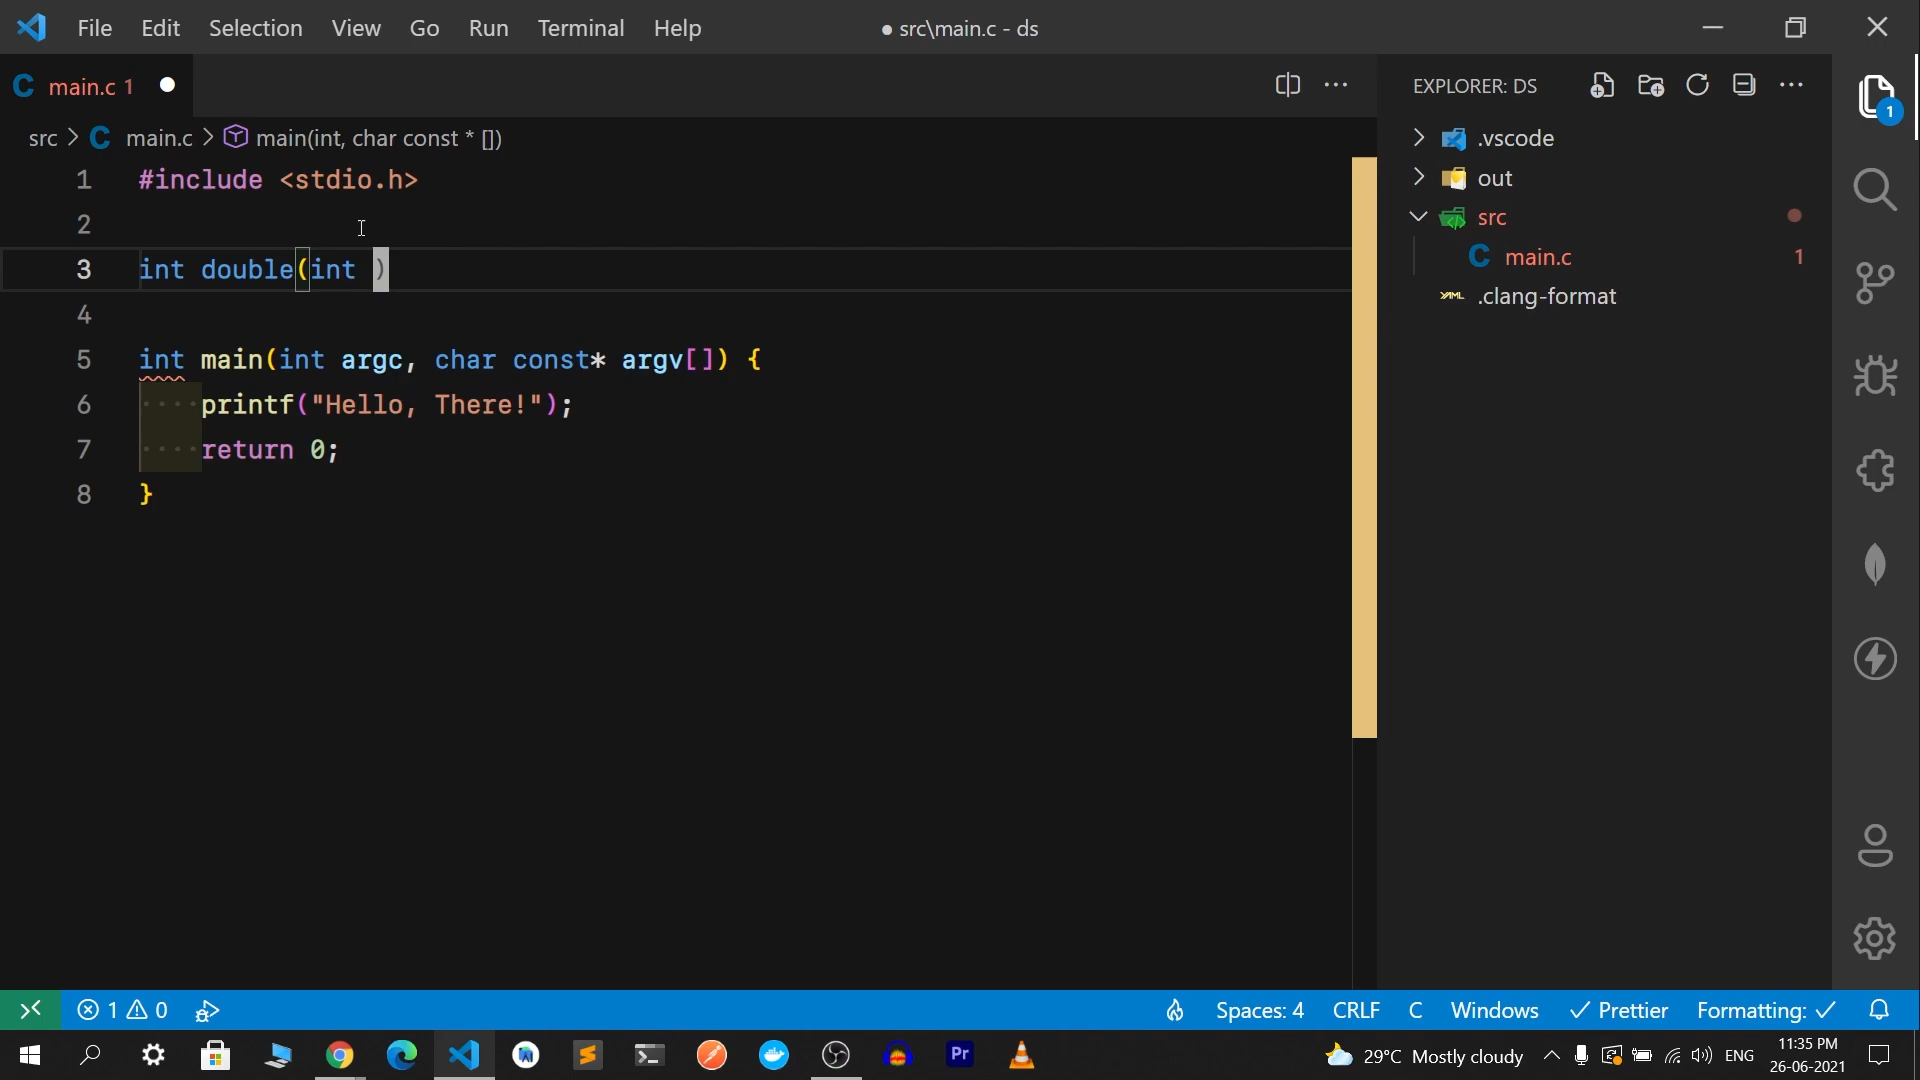 File Edit Selection View Go Run Terminal Help
● src\main.c - ds
C main.c 1
EXPLORER: DS
src > C main.c > main(int, char const * [])
1 #include <stdio.h>
2
3 int double(int )
4
5 int main(int argc, char const* argv[]) {
6 ····printf("Hello, There!");
7 ····return 0;
8 }
.vscode
out
src
C main.c 1
YAML .clang-format
1
1 0
Spaces: 4 CRLF C Windows Prettier Formatting:
Pr
29°C Mostly cloudy
ENG
11:35 PM
26-06-2021